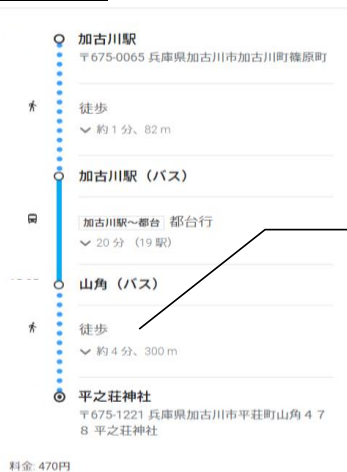 加古川駅
〒675-0065 兵庫県加古川市加古川町篠原町
徒歩
約 1 分、82 m
加古川駅（バス）
加古川駅～都台 都台行
20 分 （19 駅）
山角（バス）
徒歩
約 4 分、300 m
平之荘神社
〒675-1221 兵庫県加古川市平荘町山角４７
８ 平之荘神社
料金: 470円